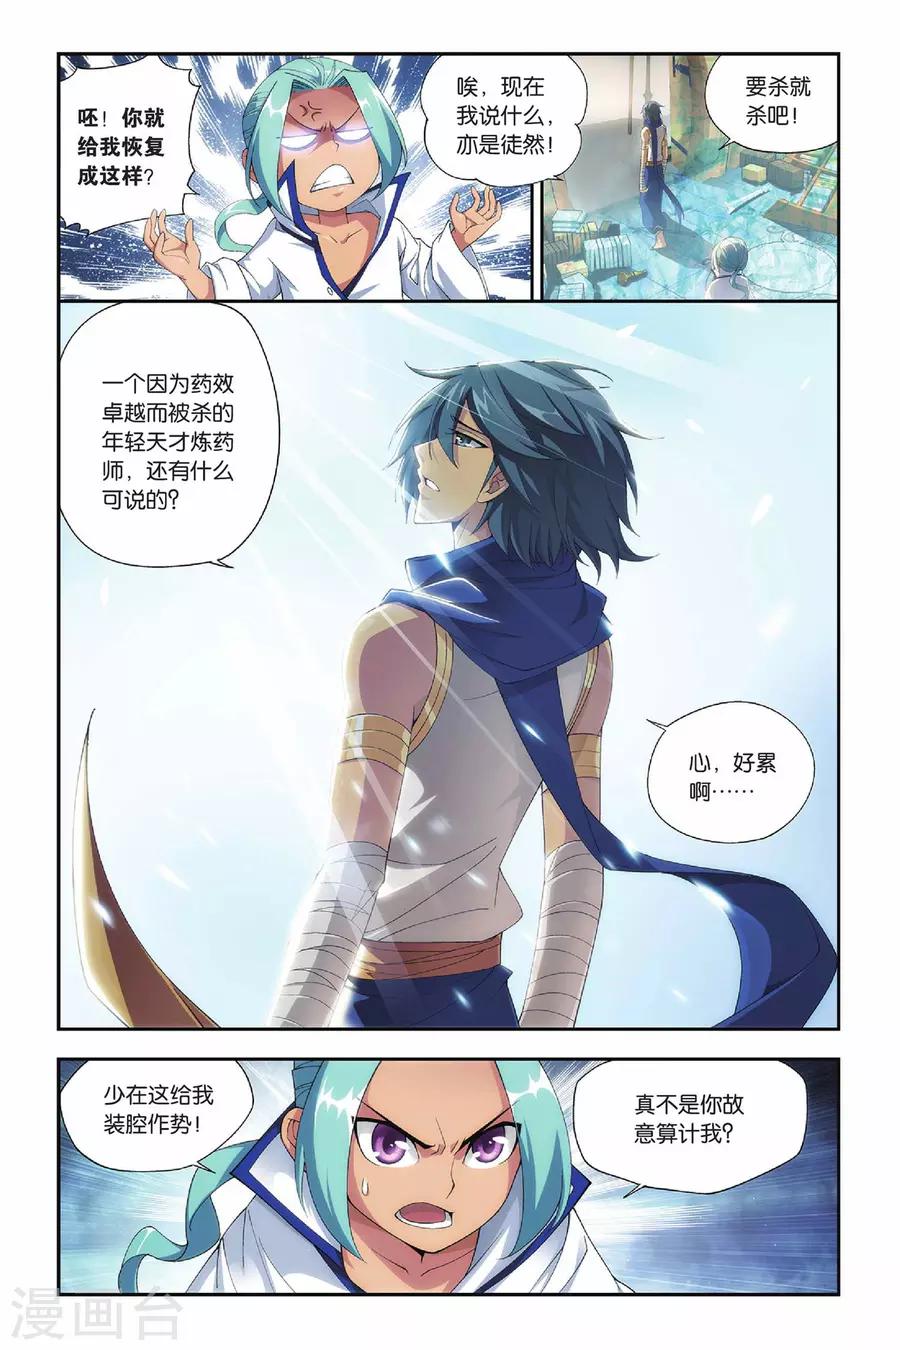 呸！你就
给我恢复
成这样？
唉，现在
我说什么，
亦是徒然！
要杀就
杀吧！
一个因为药效
卓越而被杀的
年轻天才炼药
师，还有什么
可说的？
心，好累
啊……
少在这给我
装腔作势！
真不是你故
意算计我？
漫画台